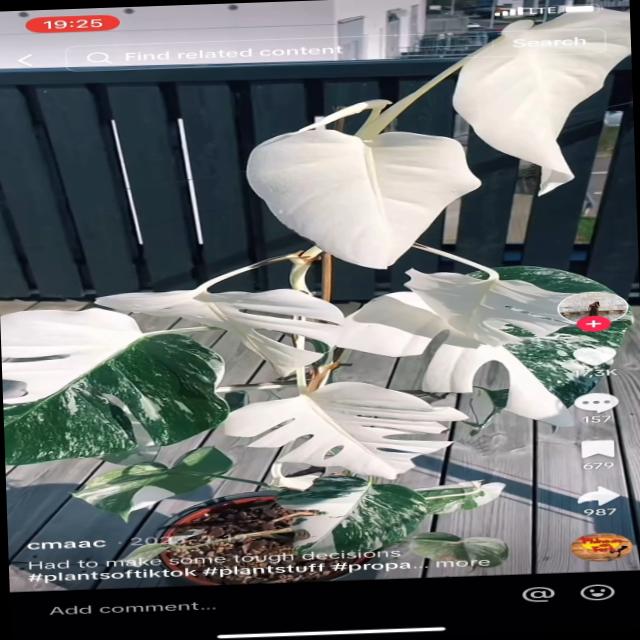 19:25
LTE
Find related content
Search
157
679
987
cmaac
Had to make some tough decisions
#plantsoftiktok #plantstuff #propa... more
Add comment...